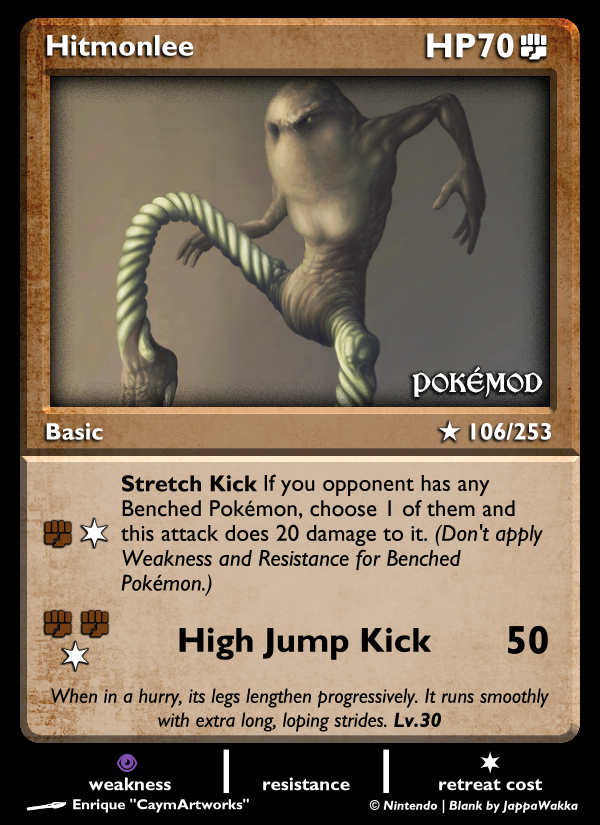 Hitmonlee HP70
POKÉMOD
Basic ★ 106/253
Stretch Kick If you opponent has any
Benched Pokémon, choose 1 of them and
this attack does 20 damage to it. (Don't apply
Weakness and Resistance for Benched
Pokémon.)
High Jump Kick 50
When in a hurry, its legs lengthen progressively. It runs smoothly
with extra long, loping strides. Lv.30
weakness resistance retreat cost
Enrique "CaymArtworks" © Nintendo | Blank by JappaWakka